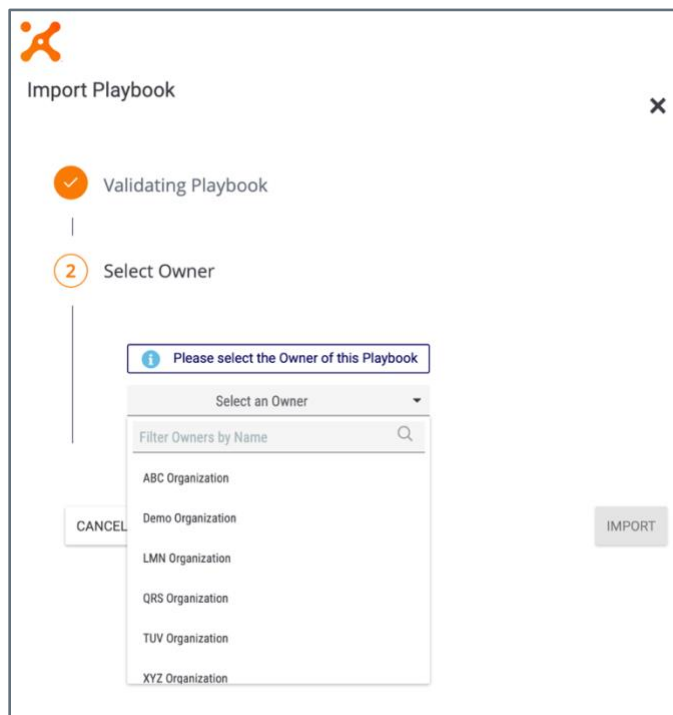 Import Playbook
Validating Playbook
2 Select Owner
Please select the Owner of this Playbook
Select an Owner
Filter Owners by Name
ABC Organization
Demo Organization
LMN Organization
QRS Organization
TUV Organization
XYZ Organization
CANCEL
IMPORT